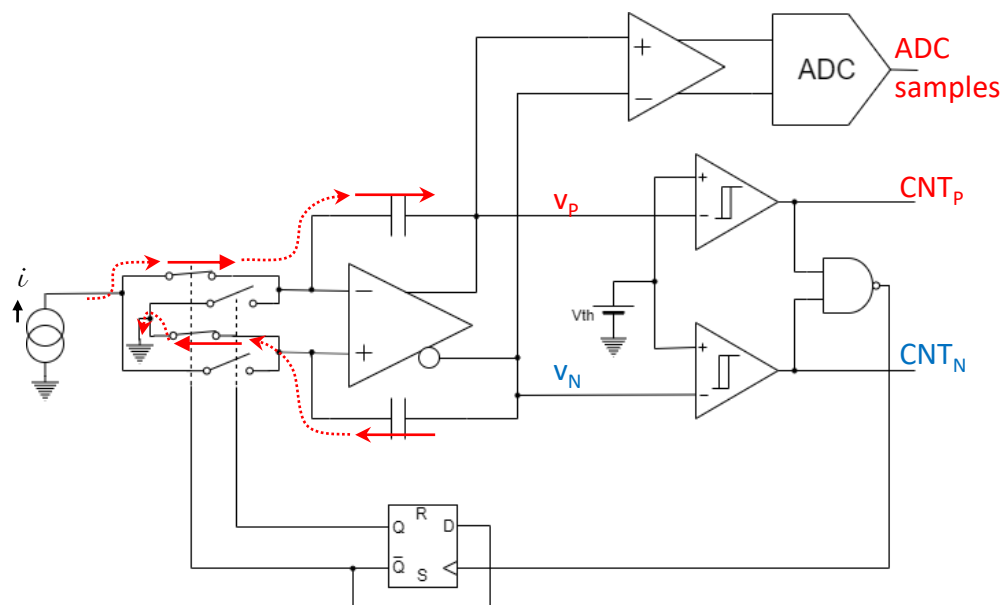 ADC
samples
+
−
ADC
CNTP
+
−
vP
i
−
+
Vth
+
−
vN
CNTN
R
Q
D
Q̅
S